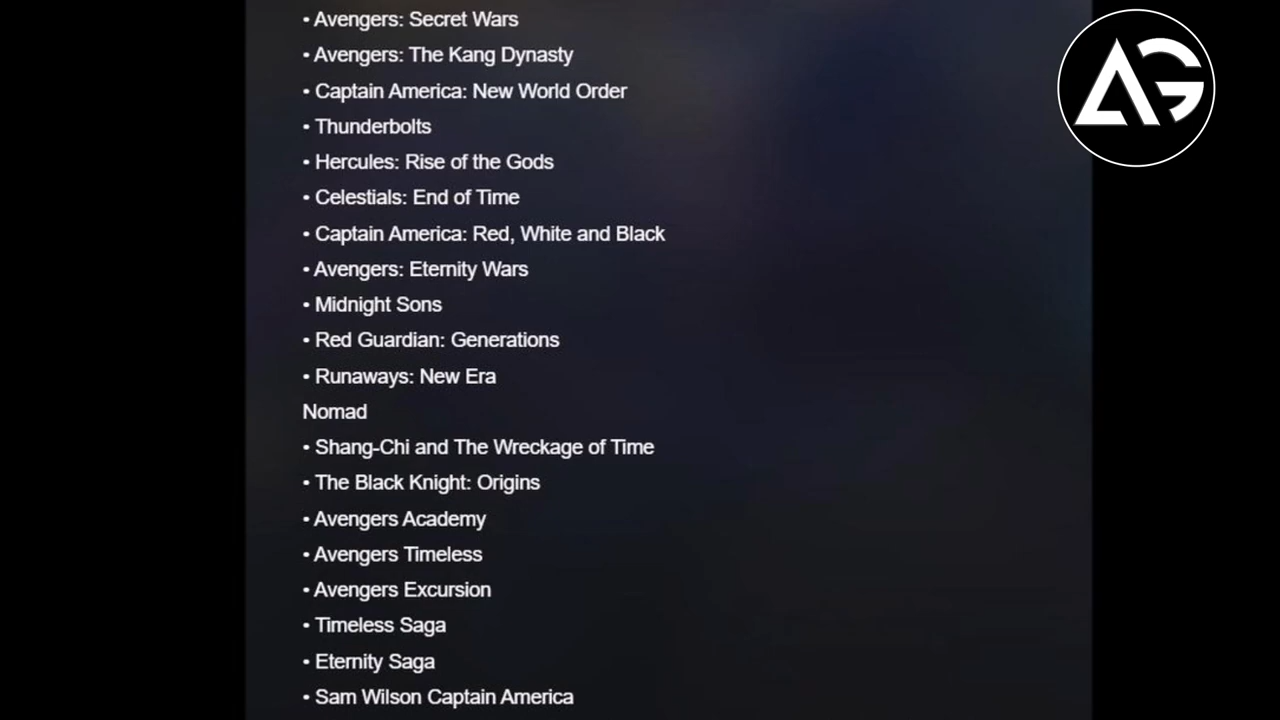 • Avengers: Secret Wars
• Avengers: The Kang Dynasty
• Captain America: New World Order
• Thunderbolts
• Hercules: Rise of the Gods
• Celestials: End of Time
• Captain America: Red, White and Black
• Avengers: Eternity Wars
• Midnight Sons
• Red Guardian: Generations
• Runaways: New Era
Nomad
• Shang-Chi and The Wreckage of Time
• The Black Knight: Origins
• Avengers Academy
• Avengers Timeless
• Avengers Excursion
• Timeless Saga
• Eternity Saga
• Sam Wilson Captain America
AG